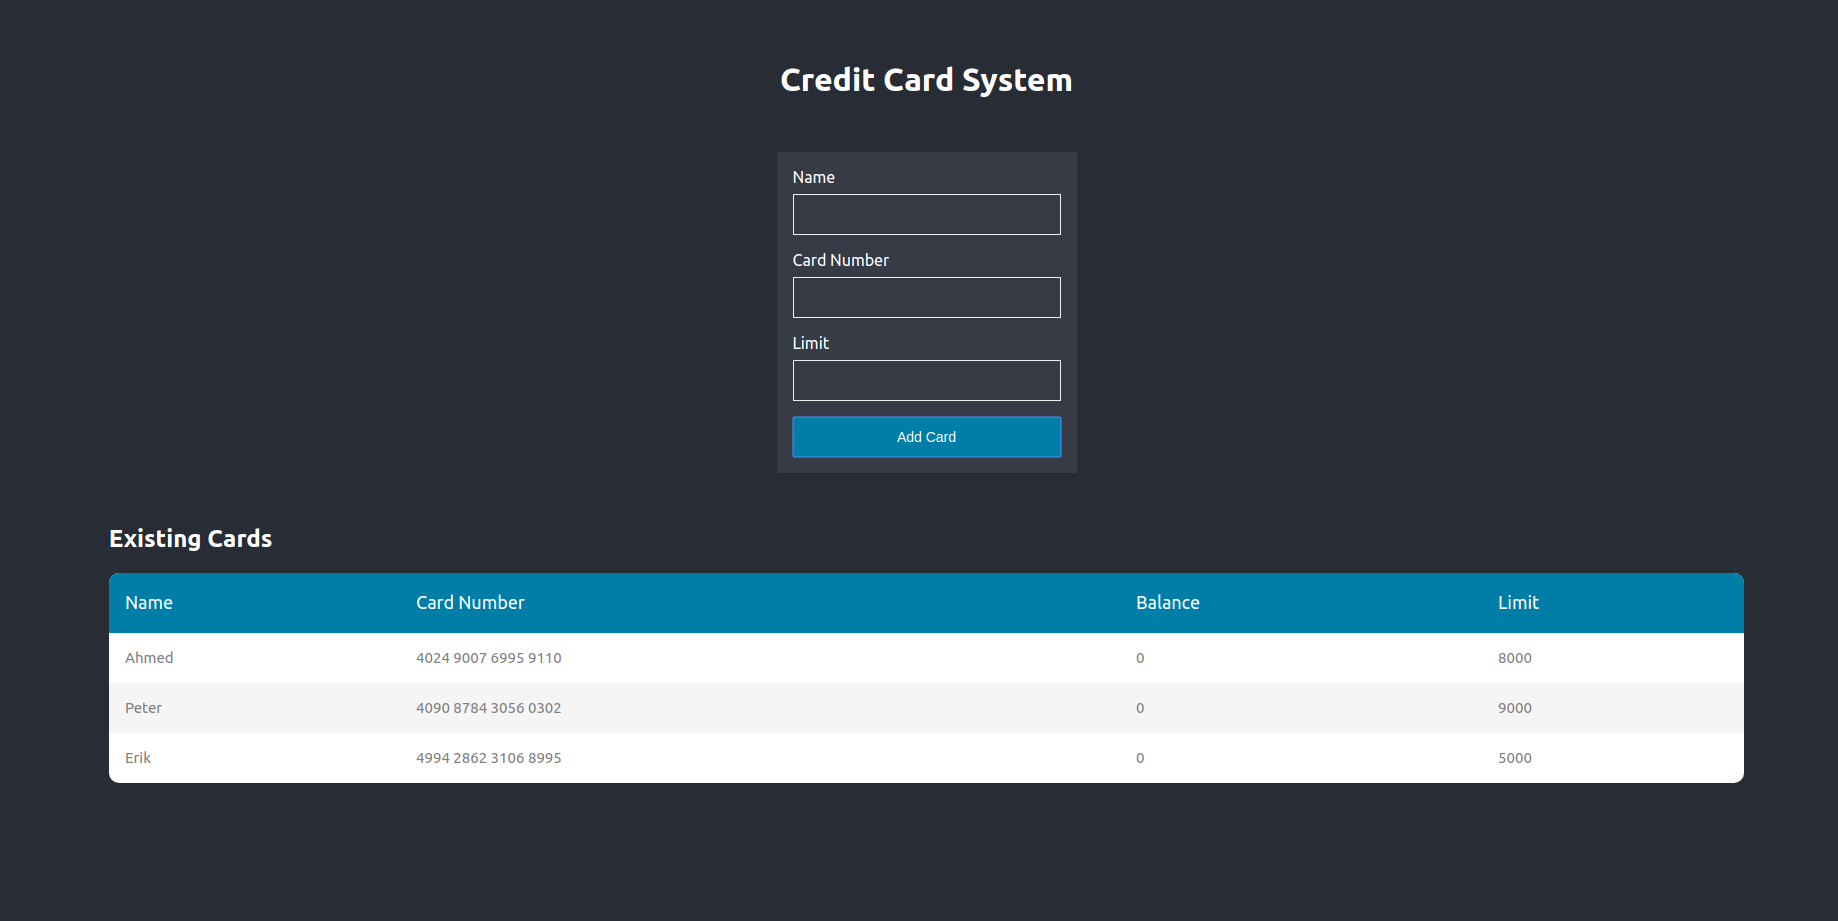 Credit Card System
Name
Card Number
Limit
Add Card
Existing Cards
Name Card Number Balance Limit
Ahmed 4024 9007 6995 9110 0 8000
Peter 4090 8784 3056 0302 0 9000
Erik 4994 2862 3106 8995 0 5000